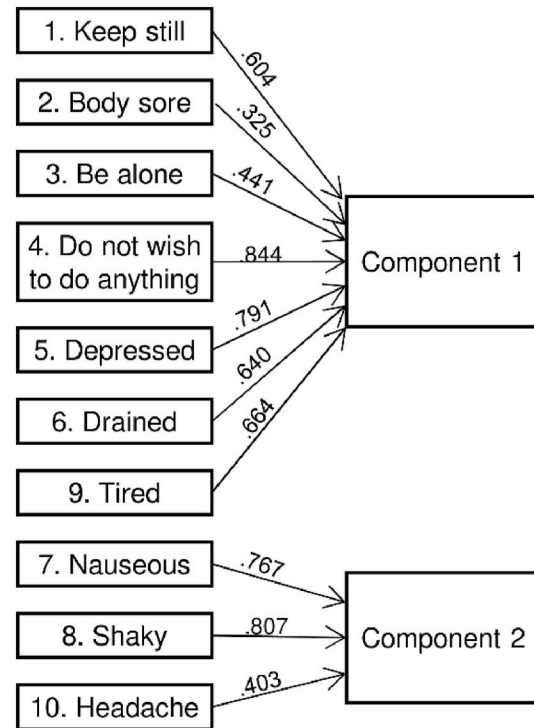 1. Keep still
.604
2. Body sore
.325
3. Be alone
.441
4. Do not wish
to do anything
.844
Component 1
5. Depressed
.791
6. Drained
.640
9. Tired
.664
7. Nauseous
.767
8. Shaky
.807
Component 2
10. Headache
.403